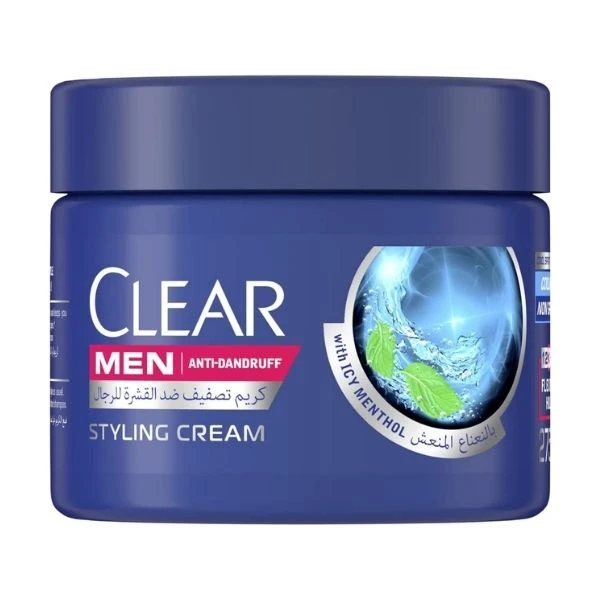 CLEAR
MEN | ANTI-DANDRUFF
كريم تصفيف ضد القشرة للرجال
STYLING CREAM
with ICY MENTHOL
بالنعناع المنعش